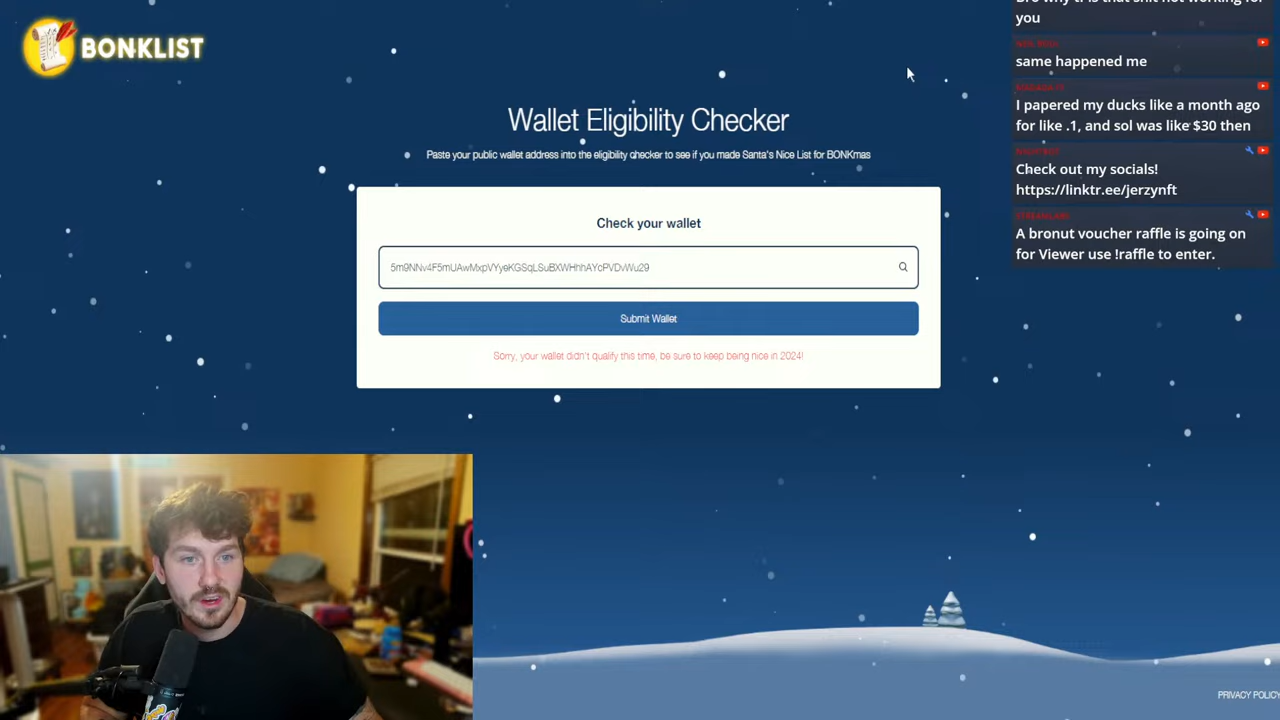 BONKLIST
Wallet Eligibility Checker
Paste your public wallet address into the eligibility checker to see if you made Santa's Nice List for BONKmas
Check your wallet
5m9NNv4F5mUAwMxpVYyeKGSqLSuBXWHhhAYcPVDvWu29
Submit Wallet
Sorry, your wallet didn't qualify this time, be sure to keep being nice in 2024!
you
same happened me
I papered my ducks like a month ago
for like .1, and sol was like $30 then
Check out my socials!
https://linktr.ee/jerzynft
A bronut voucher raffle is going on
for Viewer use !raffle to enter.
PRIVACY POLICY